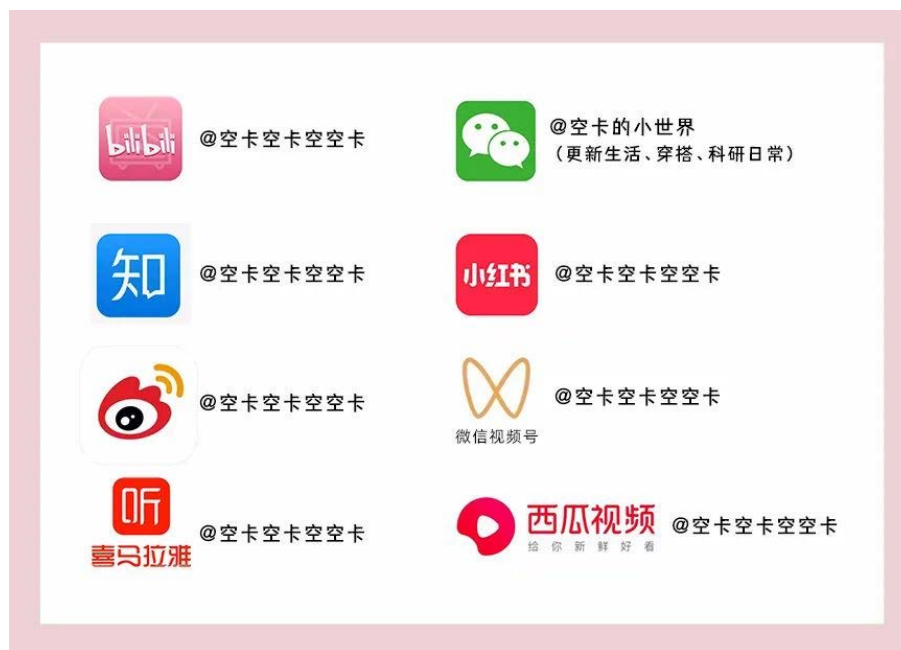 bilibili
@空卡空卡空空卡
@空卡的小世界
（更新生活、穿搭、科研日常）
知
@空卡空卡空空卡
小红书
@空卡空卡空空卡
@空卡空卡空空卡
@空卡空卡空空卡
微信视频号
听
喜马拉雅
@空卡空卡空空卡
西瓜视频
给你新鲜好看
@空卡空卡空空卡